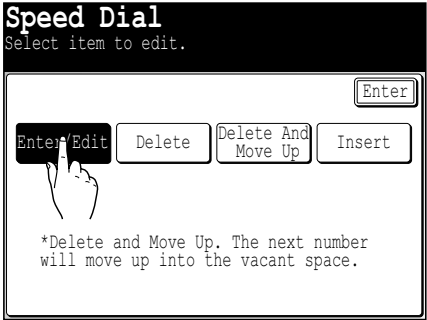 Speed Dial
Select item to edit.
Enter
Enter/Edit
Delete
Delete And
Move Up
Insert
*Delete and Move Up. The next number
will move up into the vacant space.